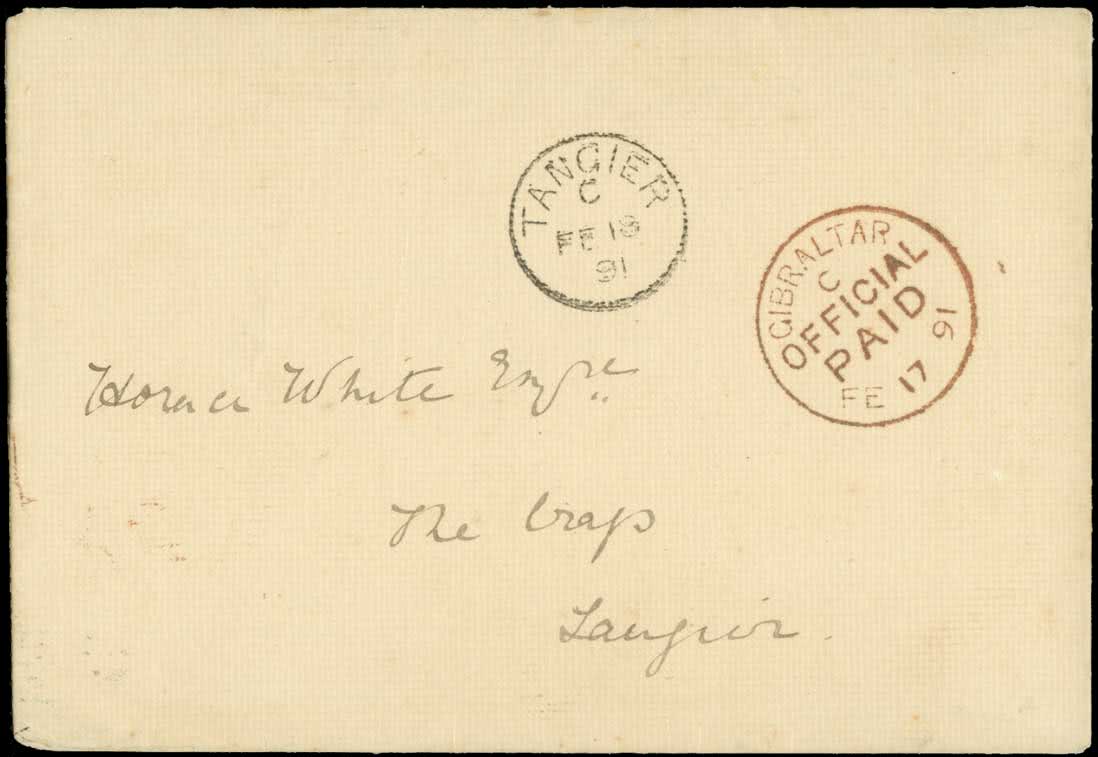 TANGIER
C
FE 18
91
GIBRALTAR
C
OFFICIAL
PAID
FE 17 91
Horace White Esqre
The Crags
Tangier.